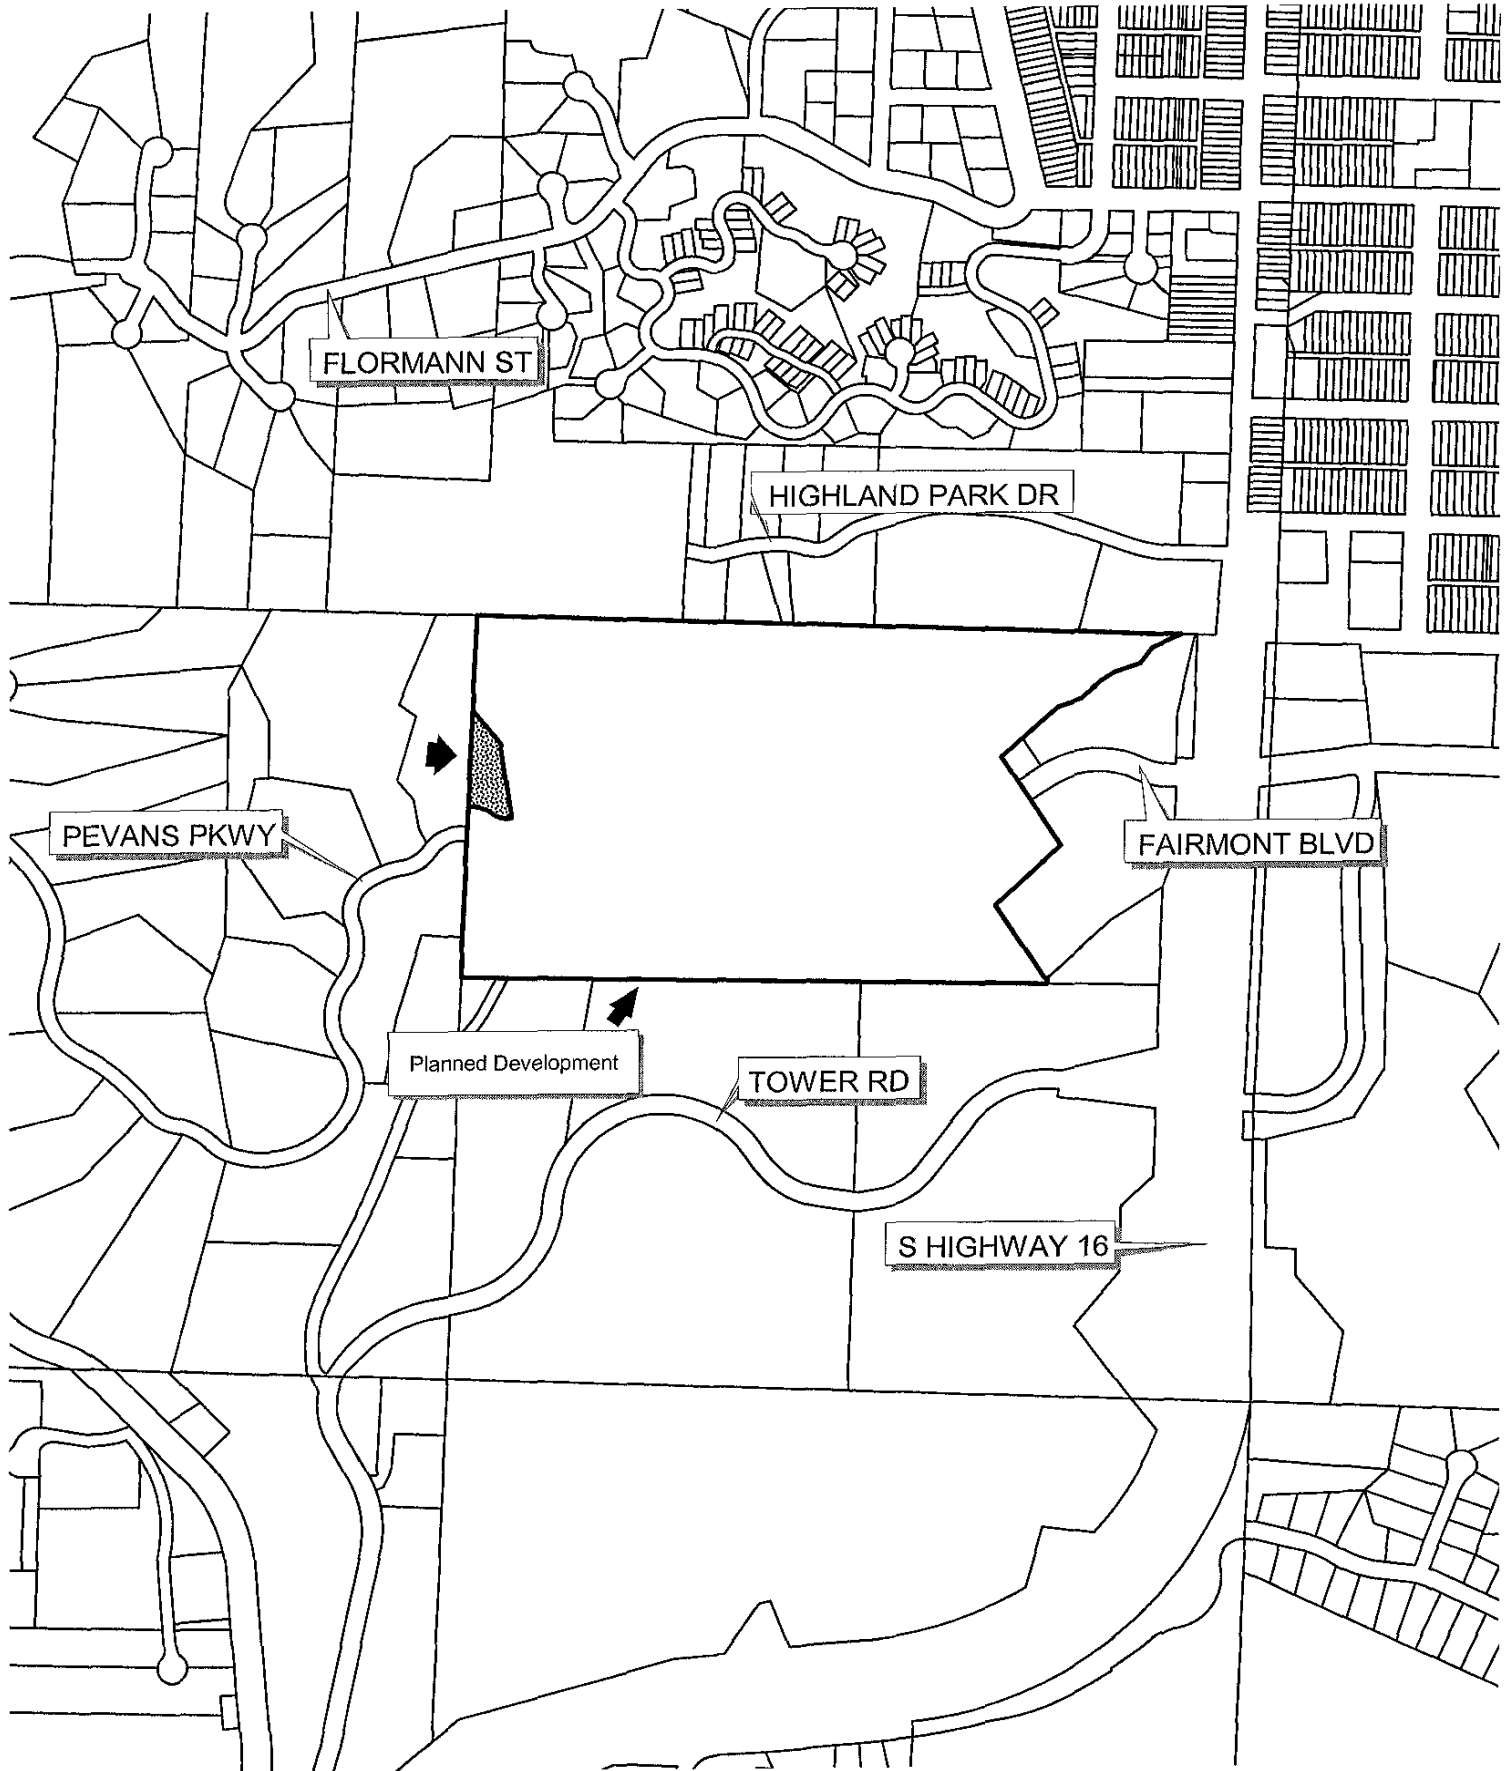 FLORMANN ST
HIGHLAND PARK DR
PEVANS PKWY
FAIRMONT BLVD
Planned Development
TOWER RD
S HIGHWAY 16